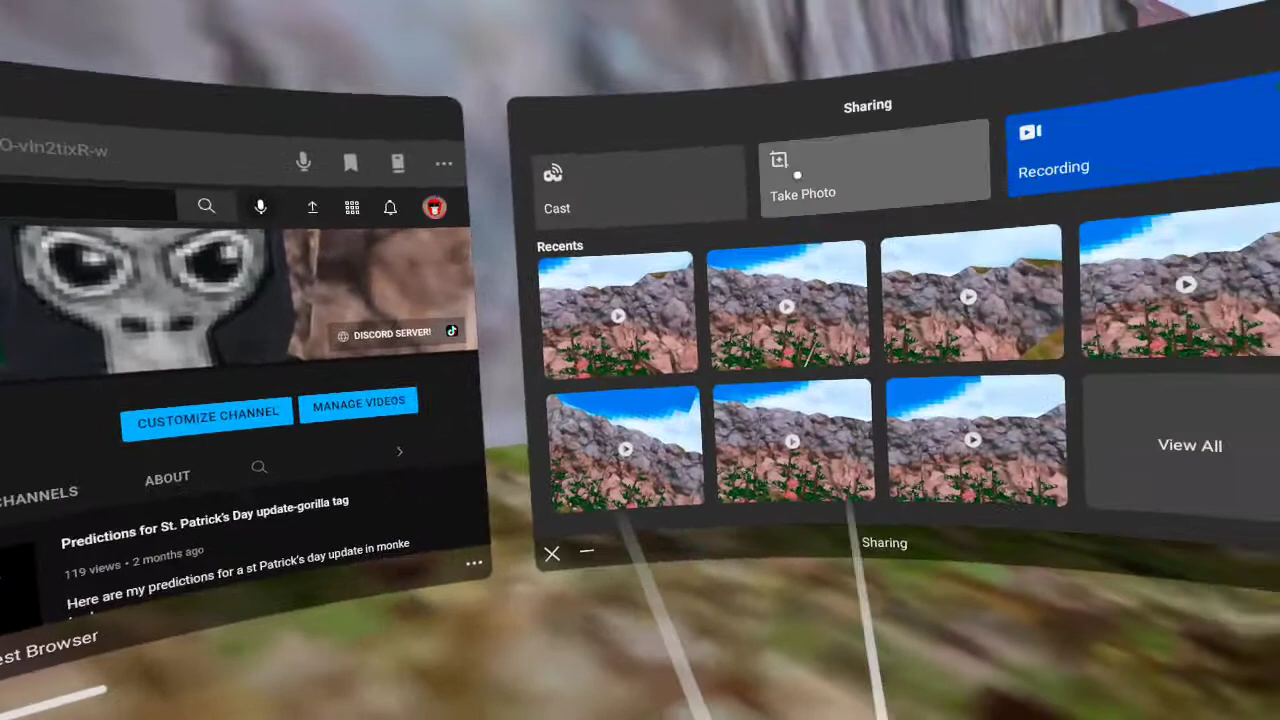 O-vIn2tixR-w
DISCORD SERVER!
CUSTOMIZE CHANNEL
MANAGE VIDEOS
CHANNELS
ABOUT
Predictions for St. Patrick's Day update-gorilla tag
119 views • 2 months ago
Here are my predictions for a st Patrick's day update in monke
est Browser
Sharing
Cast
Take Photo
Recording
Recents
View All
Sharing